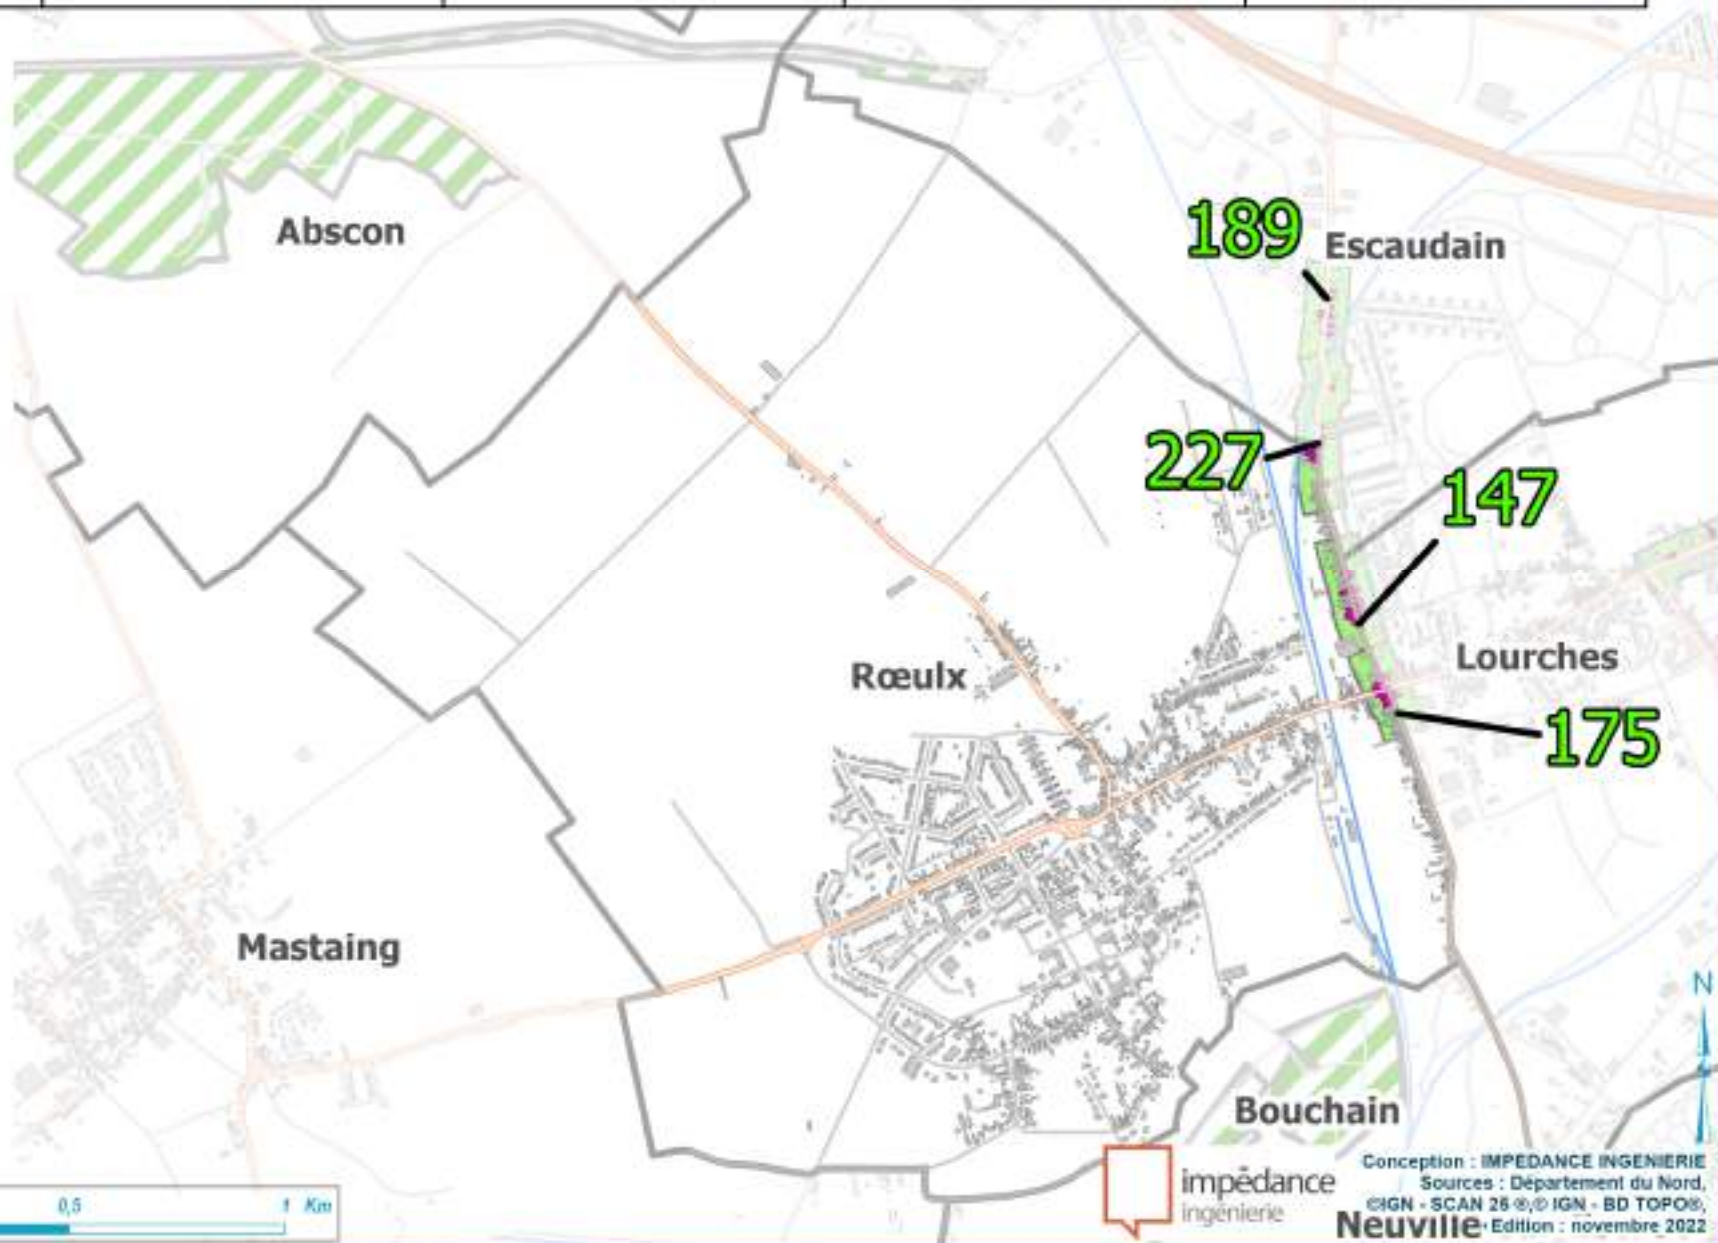 Abscon
189
Escaudain
227
147
Rœulx
Lourches
175
Mastaing
Bouchain
N
0,5
1 Km
impédance
ingénierie
Conception : IMPEDANCE INGENIERIE
Sources : Département du Nord,
©IGN - SCAN 26 ®,© IGN - BD TOPO®,
Neuville
Edition : novembre 2022